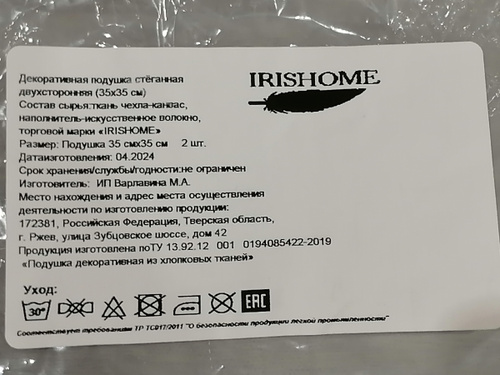 IRISHOME
Декоративная подушка стёганная
двухсторонняя (35х35 см)
Состав сырья:ткань чехла-канвас,
наполнитель-искусственное волокно,
торговой марки «IRISHOME»
Размер: Подушка 35 смх35 см 2 шт.
Датаизготовления: 04.2024
Срок хранения/службы/годности:не ограничен
Изготовитель: ИП Варлавина М.А.
Место нахождения и адрес места осуществления
деятельности по изготовлению продукции:
172381, Российская Федерация, Тверская область,
г. Ржев, улица Зубцовское шоссе, дом 42
Продукция изготовлена поТУ 13.92.12 001 0194085422-2019
«Подушка декоративная из хлопковых тканей»
Уход:
30° EAC
Соответствует требованиям ТР ТС017/2011 "О безопасности продукции легкой промышленности"